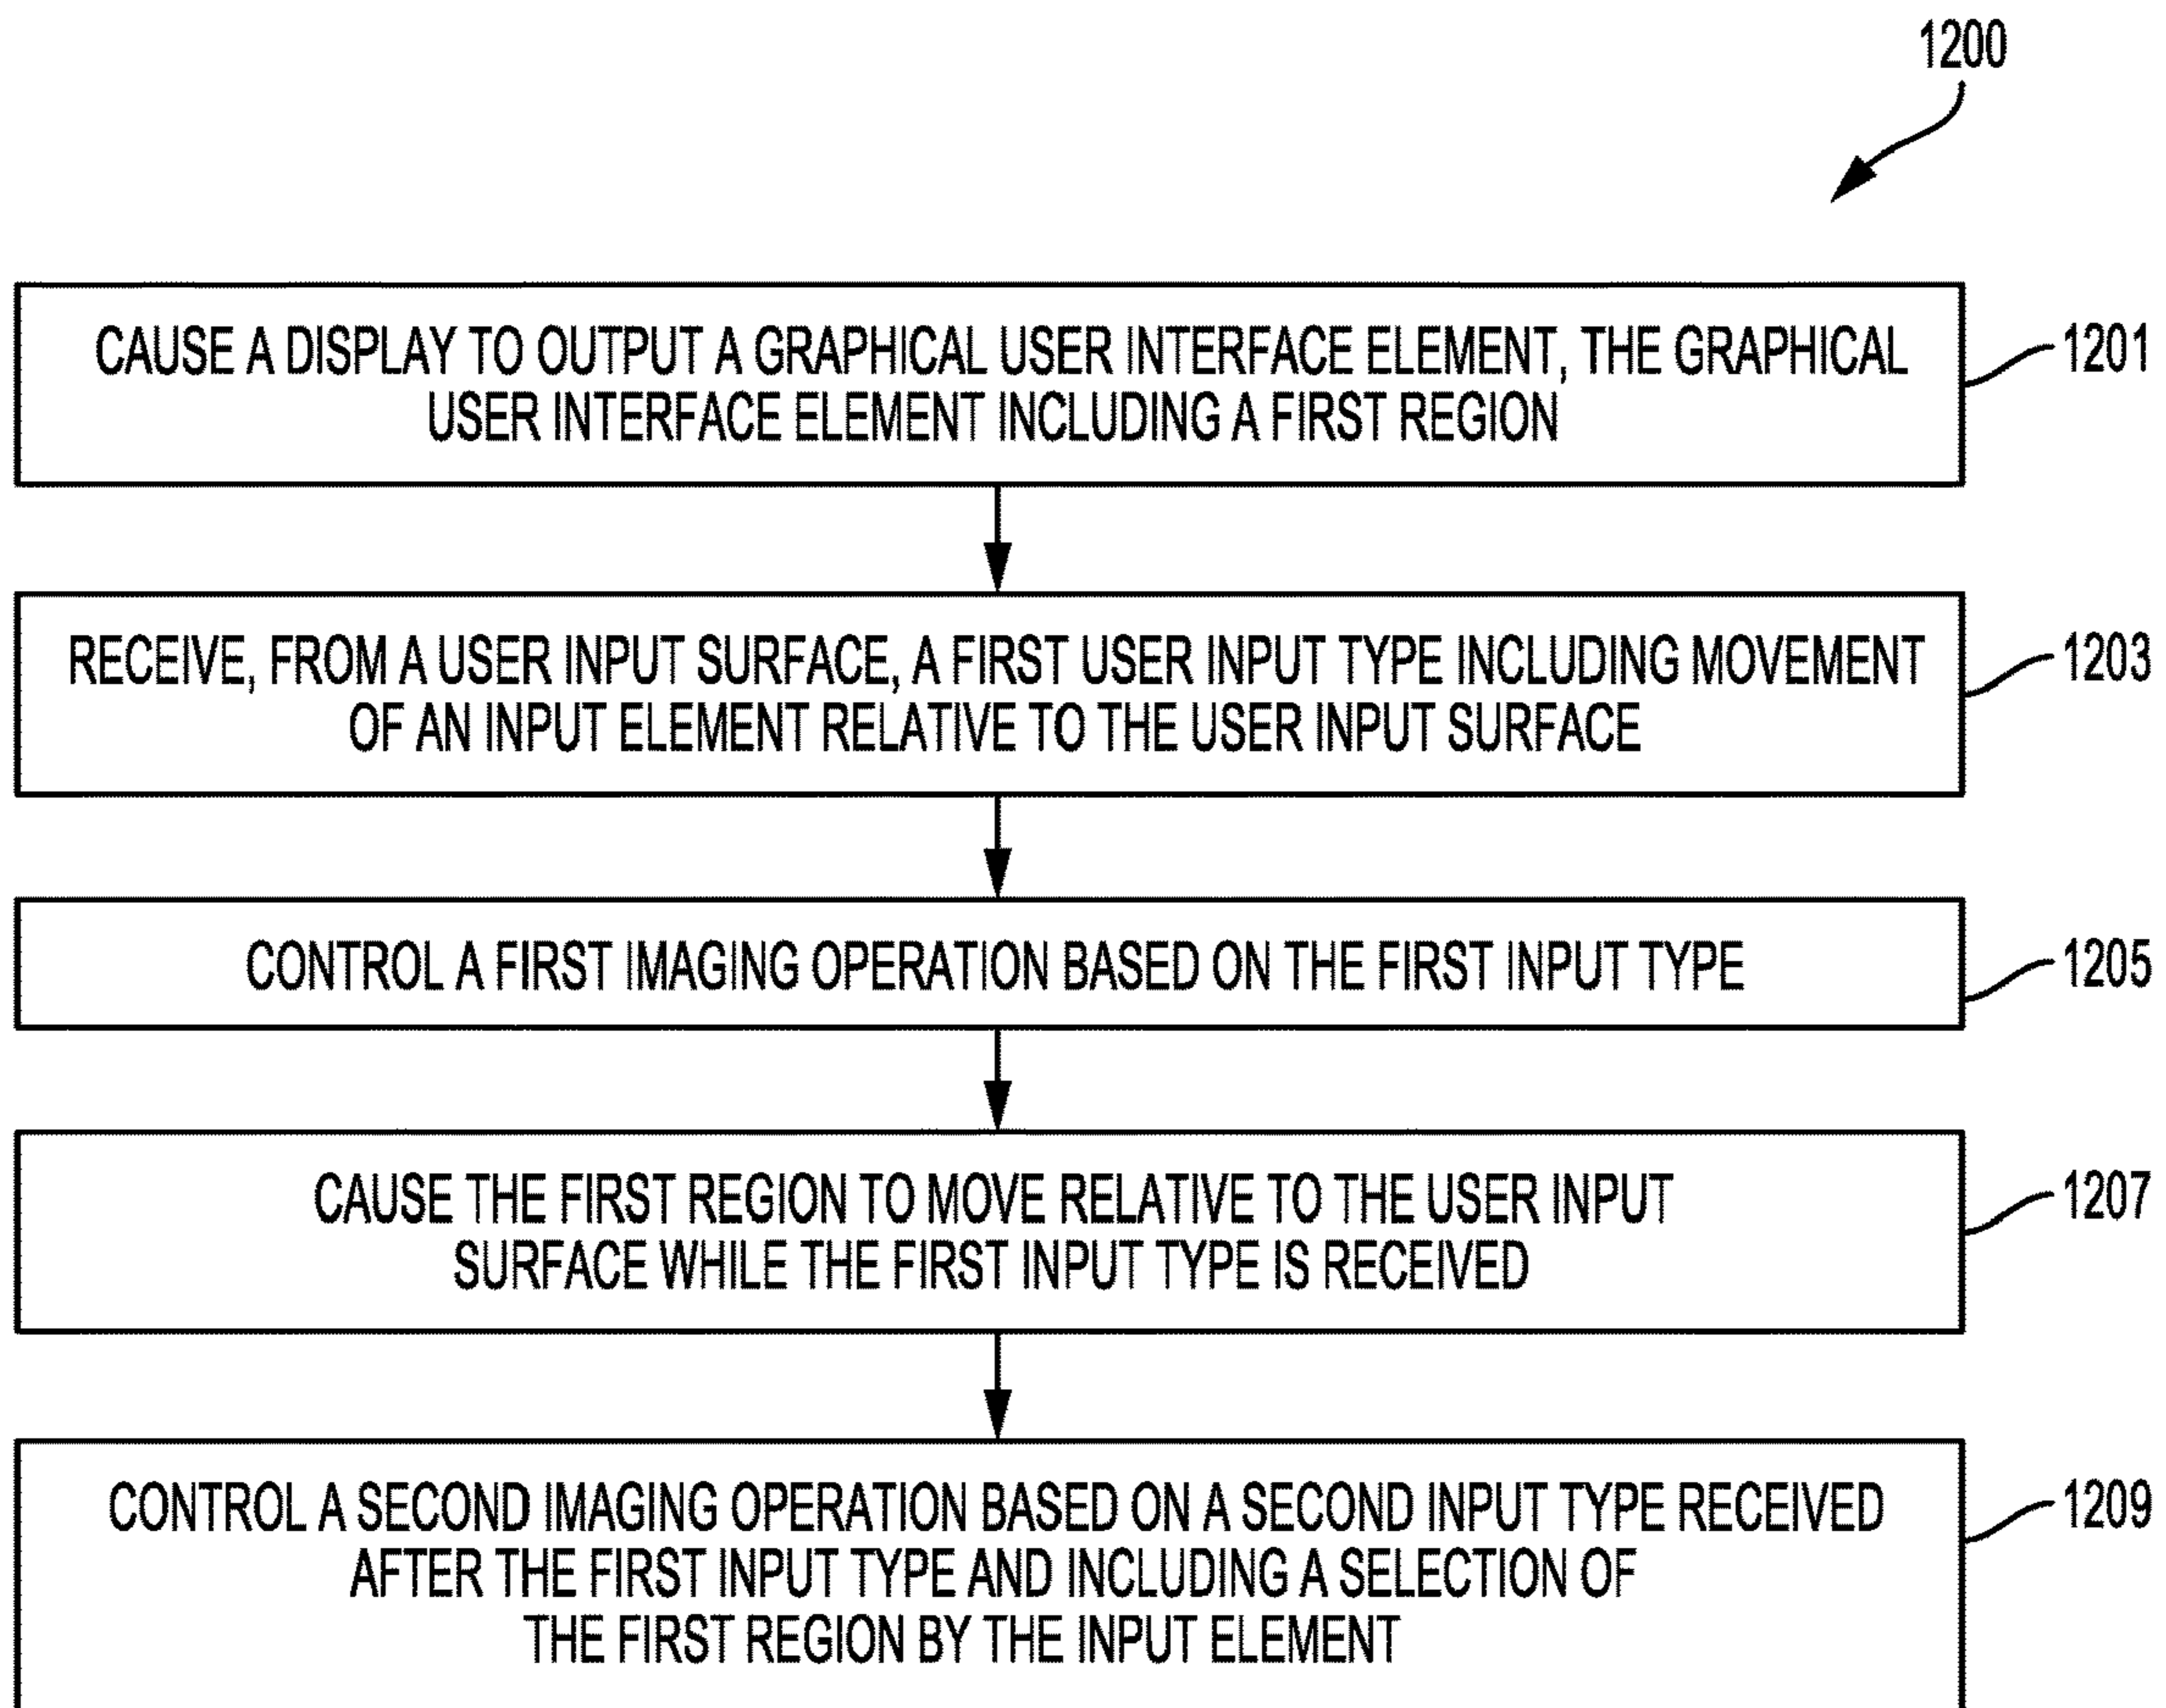 1200
CAUSE A DISPLAY TO OUTPUT A GRAPHICAL USER INTERFACE ELEMENT, THE GRAPHICAL
USER INTERFACE ELEMENT INCLUDING A FIRST REGION
1201
RECEIVE, FROM A USER INPUT SURFACE, A FIRST USER INPUT TYPE INCLUDING MOVEMENT
OF AN INPUT ELEMENT RELATIVE TO THE USER INPUT SURFACE
1203
CONTROL A FIRST IMAGING OPERATION BASED ON THE FIRST INPUT TYPE
1205
CAUSE THE FIRST REGION TO MOVE RELATIVE TO THE USER INPUT
SURFACE WHILE THE FIRST INPUT TYPE IS RECEIVED
1207
CONTROL A SECOND IMAGING OPERATION BASED ON A SECOND INPUT TYPE RECEIVED
AFTER THE FIRST INPUT TYPE AND INCLUDING A SELECTION OF
THE FIRST REGION BY THE INPUT ELEMENT
1209